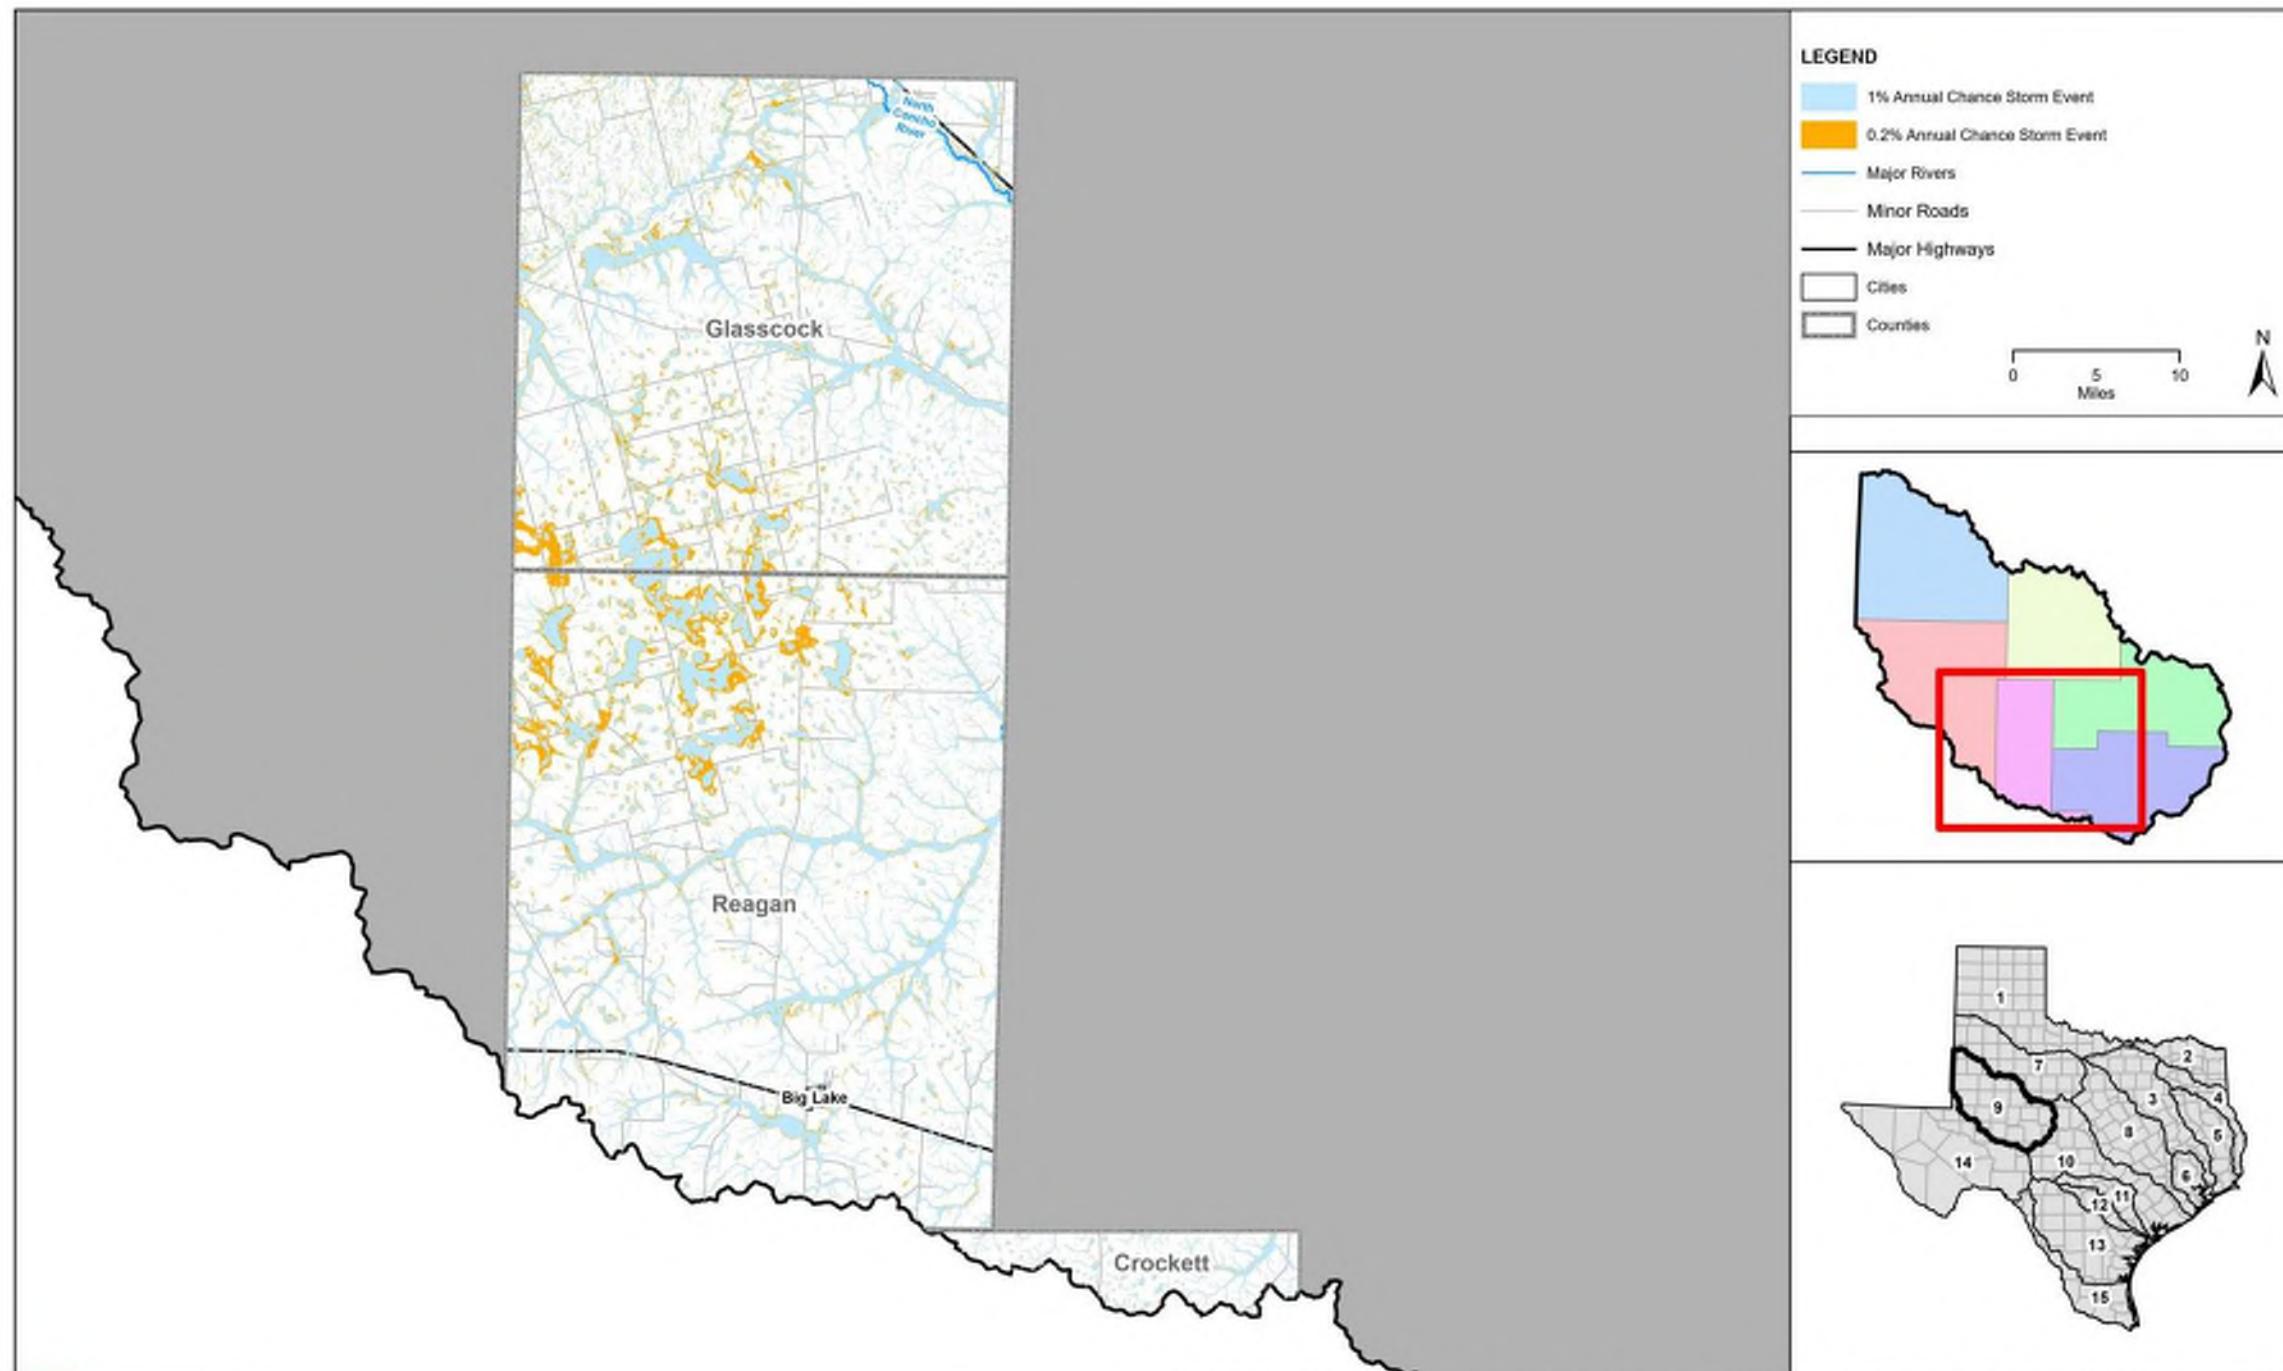 LEGEND
1% Annual Chance Storm Event
0.2% Annual Chance Storm Event
Major Rivers
Minor Roads
Major Highways
Cities
Counties
N
0 5 10
Miles
North
Concho
River
Glasscock
Reagan
Big Lake
Crockett
1
2
7
3
4
9
8
5
14
10
6
11
12
13
15